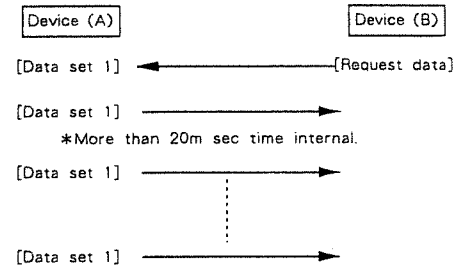 Device (A) Device (B)
[Data set 1] [Request data]
[Data set 1]
*More than 20m sec time internal.
[Data set 1]
[Data set 1]